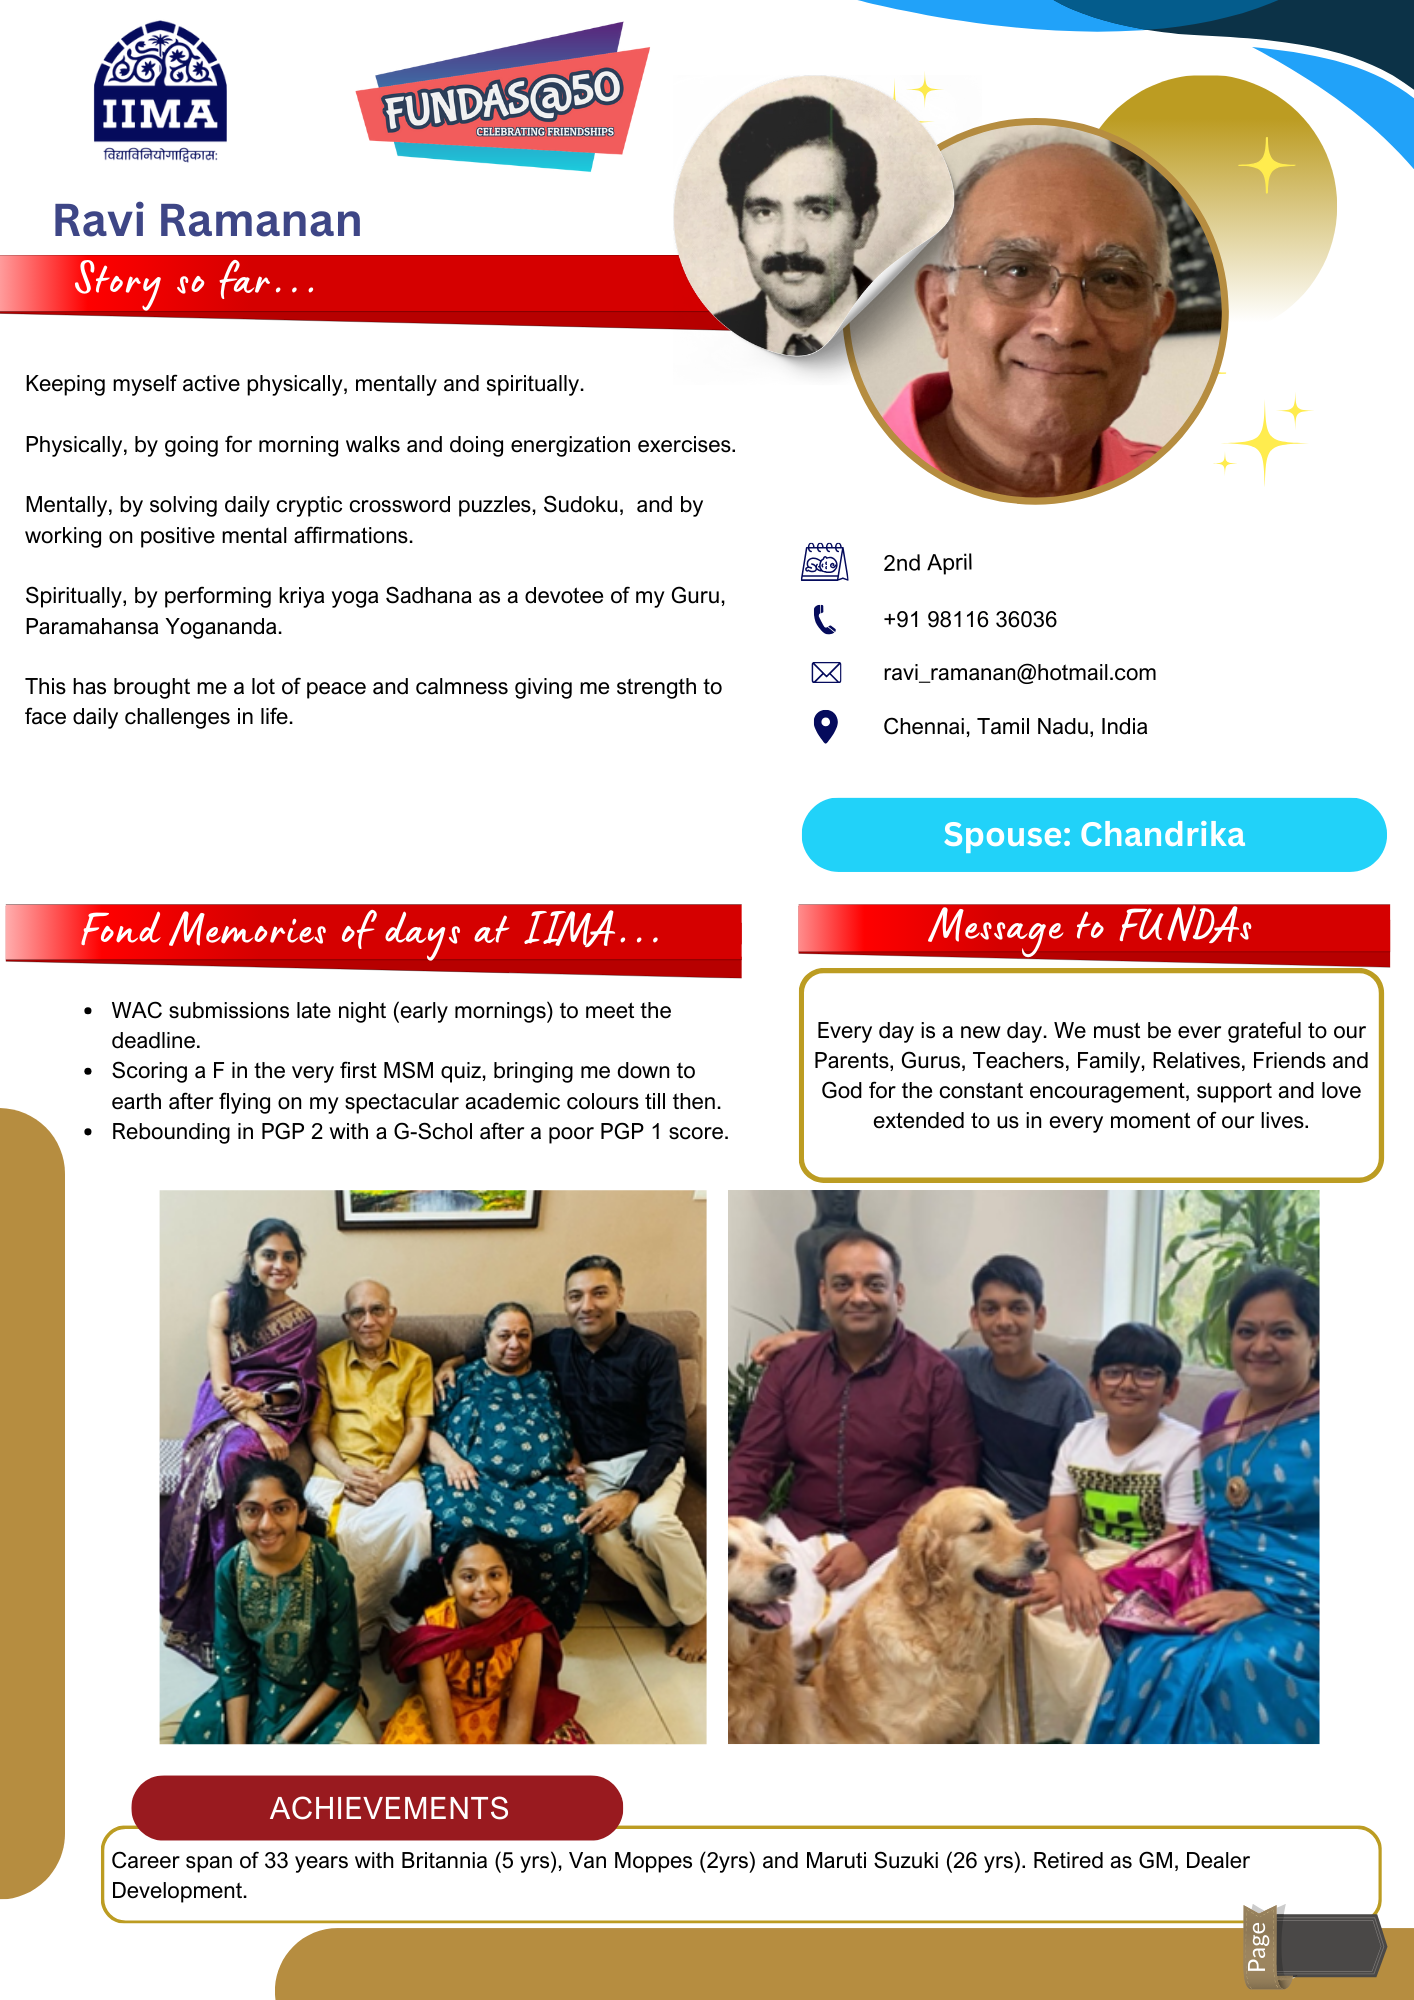 IIMA
विद्याविनियोगाद्विकास:
FUNDAS@50
CELEBRATING FRIENDSHIPS
Ravi Ramanan
Story so far...
Keeping myself active physically, mentally and spiritually.
Physically, by going for morning walks and doing energization exercises.
Mentally, by solving daily cryptic crossword puzzles, Sudoku,  and by
working on positive mental affirmations.
Spiritually, by performing kriya yoga Sadhana as a devotee of my Guru,
Paramahansa Yogananda.
This has brought me a lot of peace and calmness giving me strength to
face daily challenges in life.
2nd April
+91 98116 36036
ravi_ramanan@hotmail.com
Chennai, Tamil Nadu, India
Spouse: Chandrika
Fond Memories of days at IIMA...
• WAC submissions late night (early mornings) to meet the
deadline.
• Scoring a F in the very first MSM quiz, bringing me down to
earth after flying on my spectacular academic colours till then.
• Rebounding in PGP 2 with a G-Schol after a poor PGP 1 score.
Message to FUNDAs
Every day is a new day. We must be ever grateful to our
Parents, Gurus, Teachers, Family, Relatives, Friends and
God for the constant encouragement, support and love
extended to us in every moment of our lives.
ACHIEVEMENTS
Career span of 33 years with Britannia (5 yrs), Van Moppes (2yrs) and Maruti Suzuki (26 yrs). Retired as GM, Dealer
Development.
Page